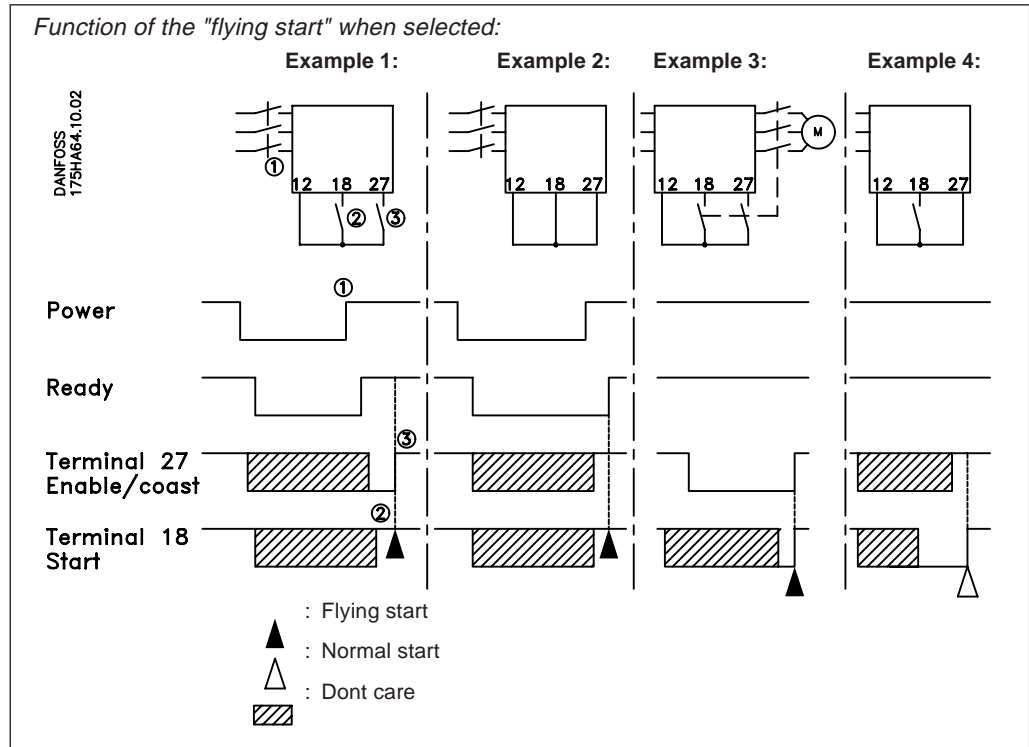 Function of the "flying start" when selected:
Example 1: Example 2: Example 3: Example 4:
DANFOSS
175HA64.10.02
M
①
12 18 27 12 18 27 12 18 27 12 18 27
② ③
①
Power
Ready
③
Terminal 27
Enable/coast
②
Terminal 18
Start
: Flying start
: Normal start
: Dont care